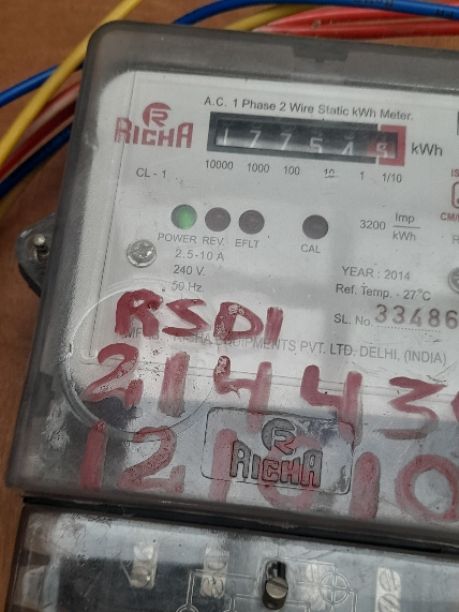 A.C. 1 Phase 2 Wire Static kWh Meter.
RICHA
177549 kWh
10000 1000 100 10 1 1/10
CL - 1
POWER REV. EFLT CAL
3200 Imp/kWh
2.5-10 A
240 V.
50 Hz.
YEAR : 2014
Ref. Temp. - 27°C
SL. No. 33486
RSDI
EQUIPMENTS PVT. LTD. DELHI, (INDIA)
21443
RICHA